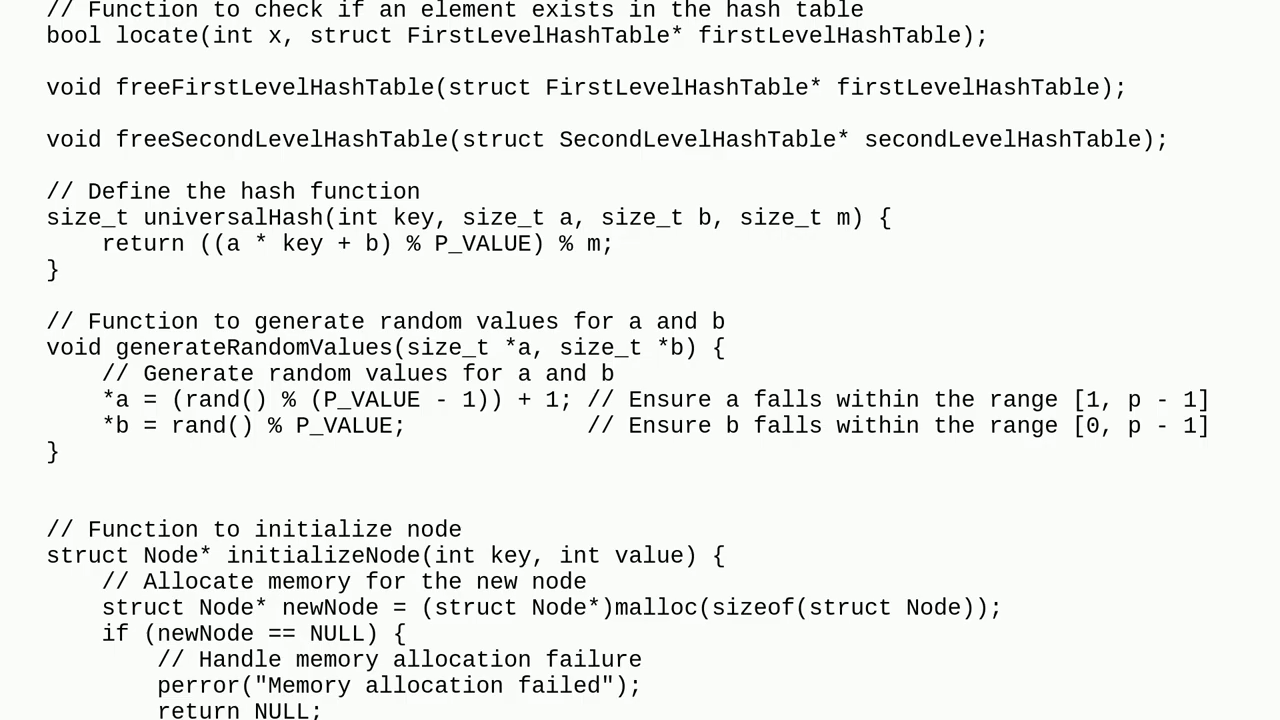 // Function to check if an element exists in the hash table
bool locate(int x, struct FirstLevelHashTable* firstLevelHashTable);
void freeFirstLevelHashTable(struct FirstLevelHashTable* firstLevelHashTable);
void freeSecondLevelHashTable(struct SecondLevelHashTable* secondLevelHashTable);
// Define the hash function
size_t universalHash(int key, size_t a, size_t b, size_t m) {
    return ((a * key + b) % P_VALUE) % m;
}
// Function to generate random values for a and b
void generateRandomValues(size_t *a, size_t *b) {
    // Generate random values for a and b
    *a = (rand() % (P_VALUE - 1)) + 1; // Ensure a falls within the range [1, p - 1]
    *b = rand() % P_VALUE;             // Ensure b falls within the range [0, p - 1]
}
// Function to initialize node
struct Node* initializeNode(int key, int value) {
    // Allocate memory for the new node
    struct Node* newNode = (struct Node*)malloc(sizeof(struct Node));
    if (newNode == NULL) {
        // Handle memory allocation failure
        perror("Memory allocation failed");
        return NULL;